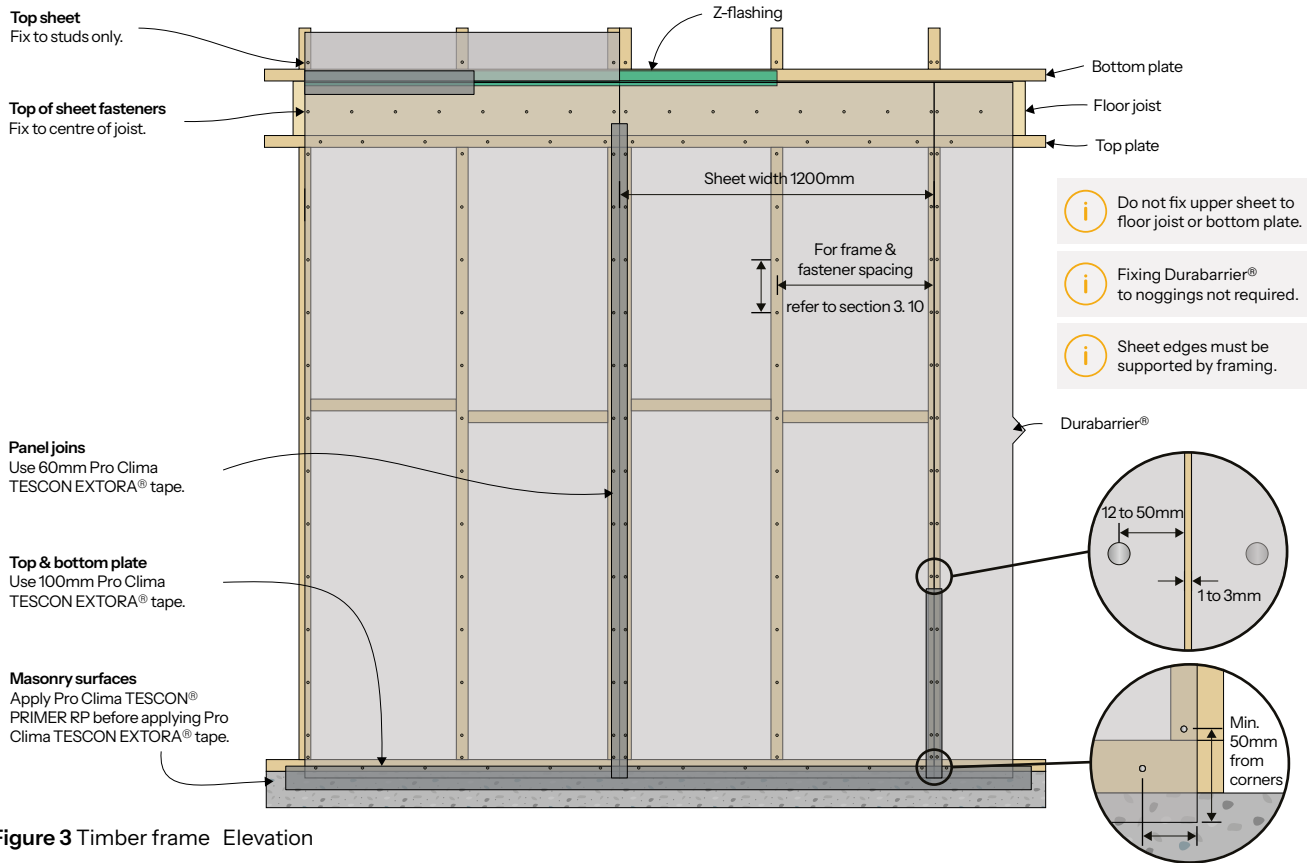 Top sheet
Fix to studs only.
Z-flashing
Bottom plate
Top of sheet fasteners
Fix to centre of joist.
Floor joist
Top plate
Sheet width 1200mm
Do not fix upper sheet to
floor joist or bottom plate.
For frame &
fastener spacing
refer to section 3. 10
Fixing Durabarrier®
to noggings not required.
Sheet edges must be
supported by framing.
Durabarrier®
Panel joins
Use 60mm Pro Clima
TESCON EXTORA® tape.
12 to 50mm
1 to 3mm
Top & bottom plate
Use 100mm Pro Clima
TESCON EXTORA® tape.
Masonry surfaces
Apply Pro Clima TESCON®
PRIMER RP before applying Pro
Clima TESCON EXTORA® tape.
Min.
50mm
from
corners
Figure 3 Timber frame Elevation